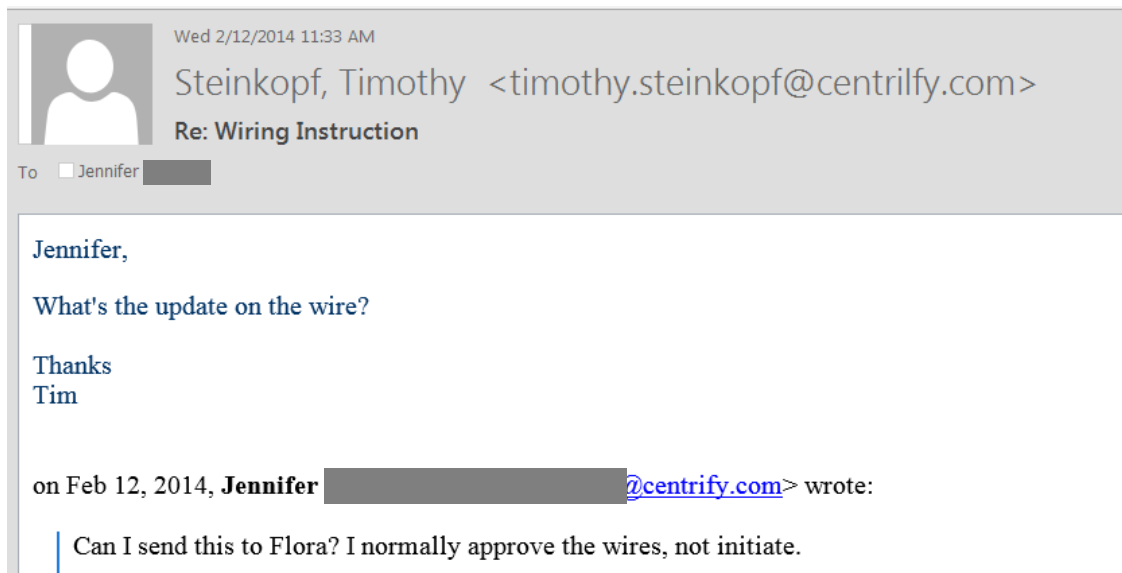 Wed 2/12/2014 11:33 AM
Steinkopf, Timothy <timothy.steinkopf@centrilfy.com>
Re: Wiring Instruction
To Jennifer
Jennifer,
What's the update on the wire?
Thanks
Tim
on Feb 12, 2014, Jennifer @centrify.com> wrote:
Can I send this to Flora? I normally approve the wires, not initiate.